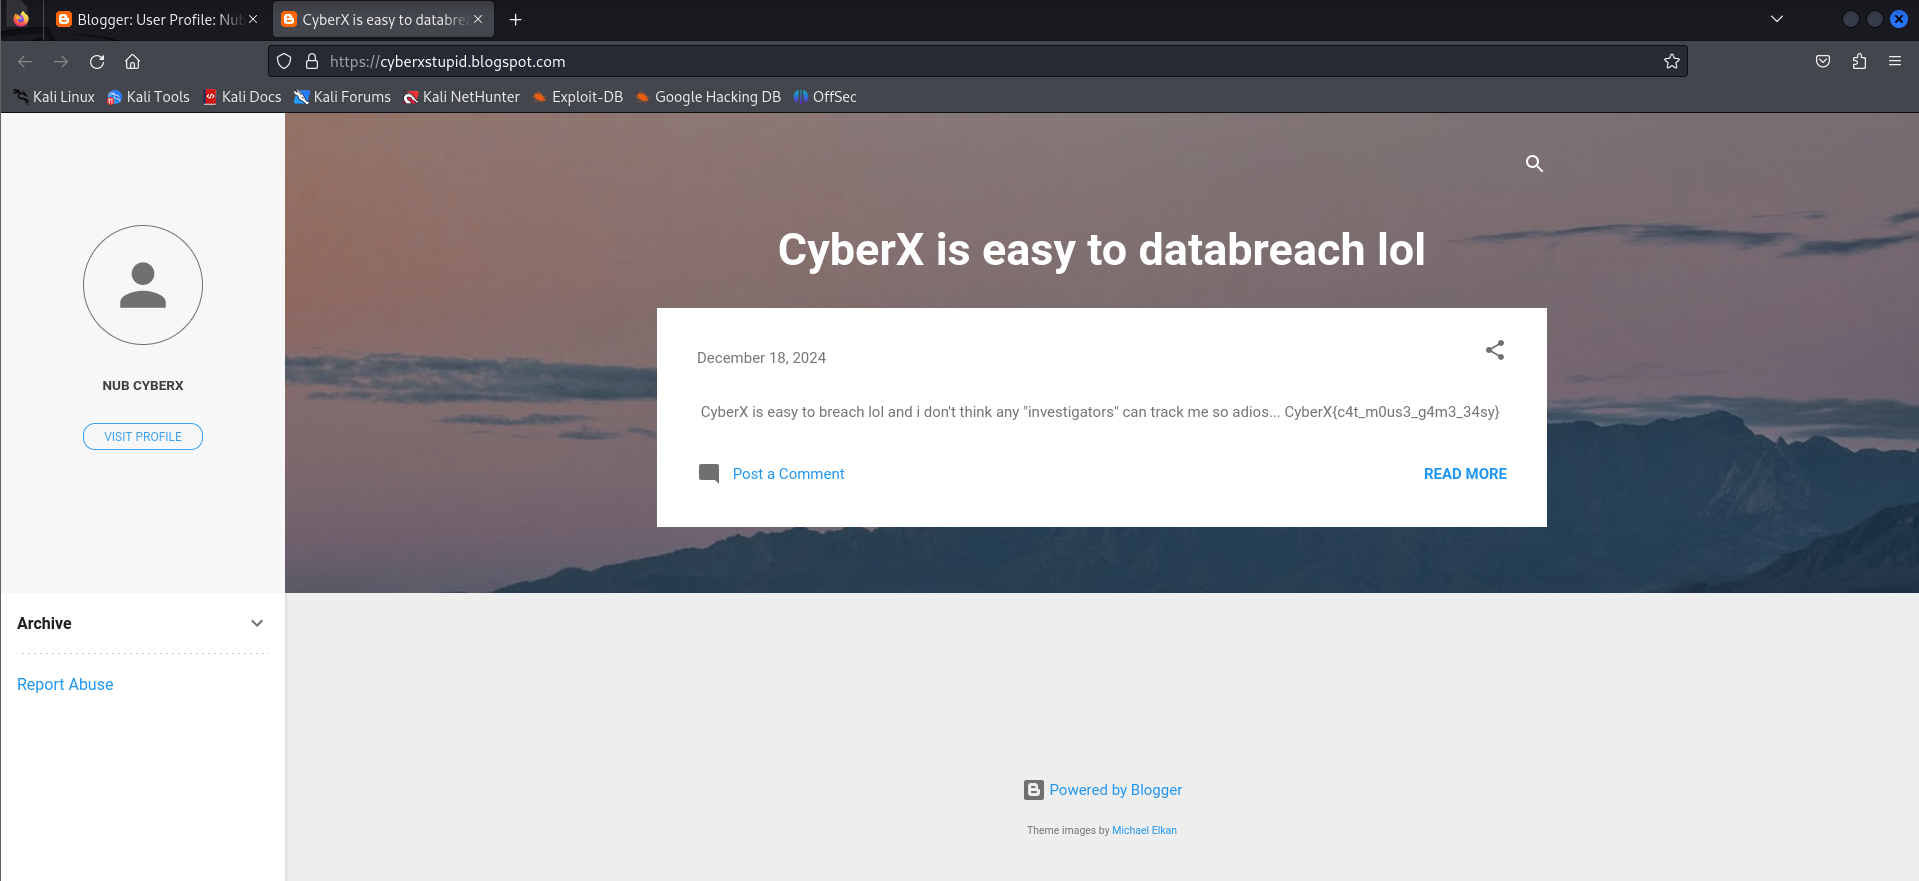 Blogger: User Profile: Nub
CyberX is easy to databrea
https://cyberxstupid.blogspot.com
Kali Linux
Kali Tools
Kali Docs
Kali Forums
Kali NetHunter
Exploit-DB
Google Hacking DB
OffSec
NUB CYBERX
VISIT PROFILE
Archive
Report Abuse
CyberX is easy to databreach lol
December 18, 2024
CyberX is easy to breach lol and i don't think any "investigators" can track me so adios... CyberX{c4t_m0us3_g4m3_34sy}
Post a Comment
READ MORE
Powered by Blogger
Theme images by Michael Elkan